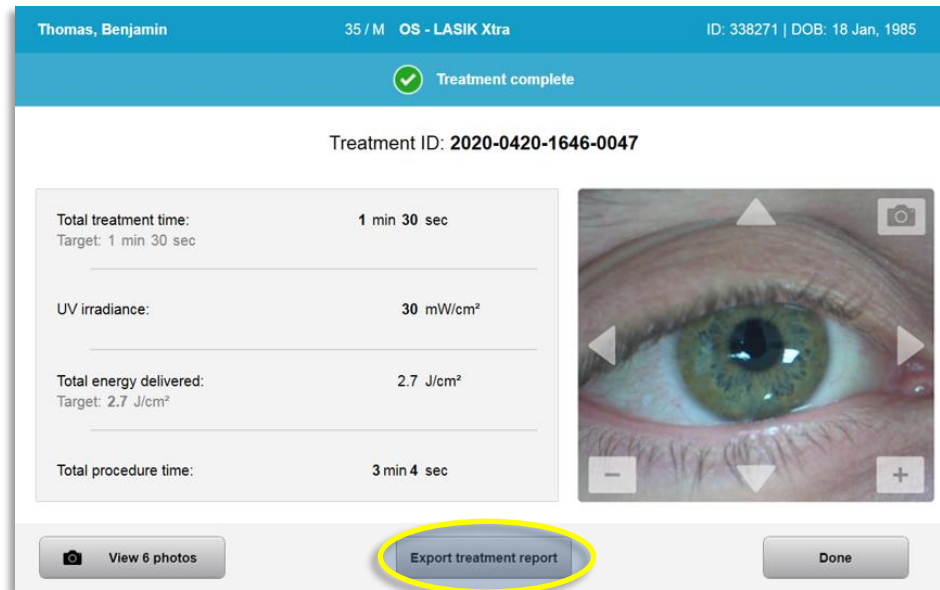 Thomas, Benjamin 35 / M OS - LASIK Xtra ID: 338271 | DOB: 18 Jan, 1985
Treatment complete
Treatment ID: 2020-0420-1646-0047
Total treatment time: 1 min 30 sec
Target: 1 min 30 sec
UV irradiance: 30 mW/cm²
Total energy delivered: 2.7 J/cm²
Target: 2.7 J/cm²
Total procedure time: 3 min 4 sec
View 6 photos Export treatment report Done